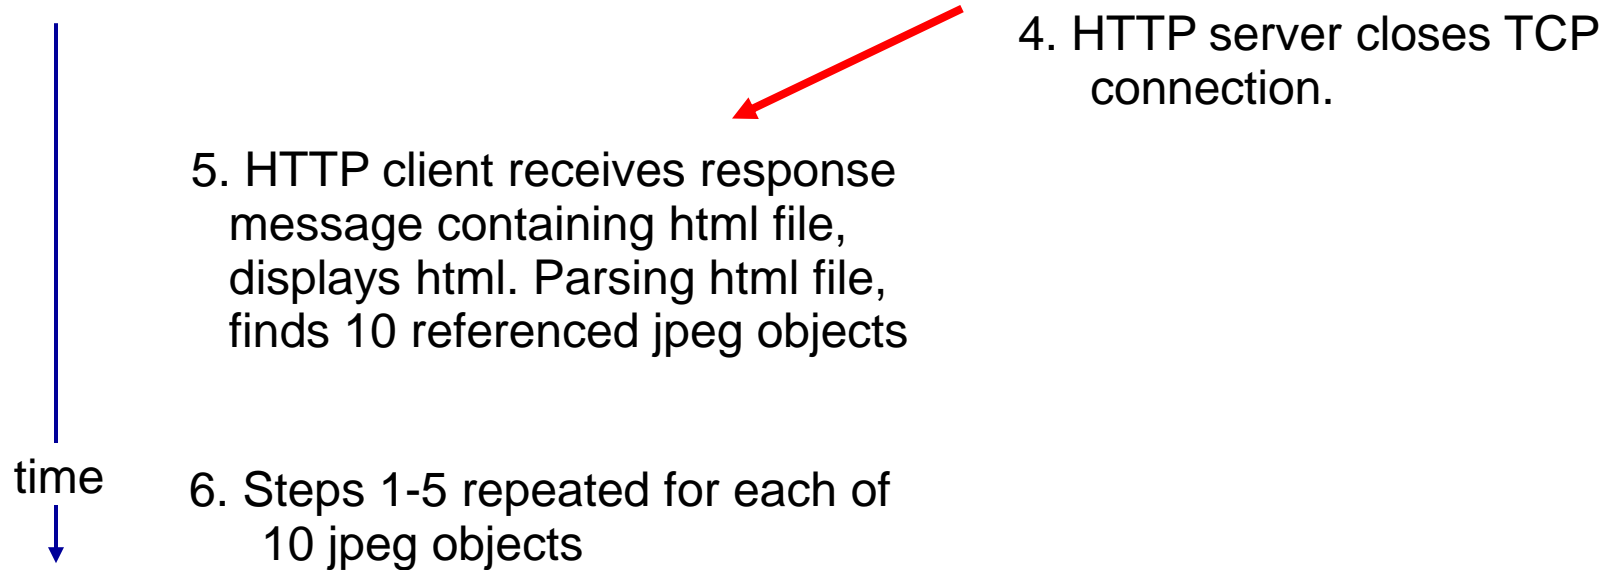 4. HTTP server closes TCP
connection.
5. HTTP client receives response
message containing html file,
displays html. Parsing html file,
finds 10 referenced jpeg objects
time
6. Steps 1-5 repeated for each of
10 jpeg objects